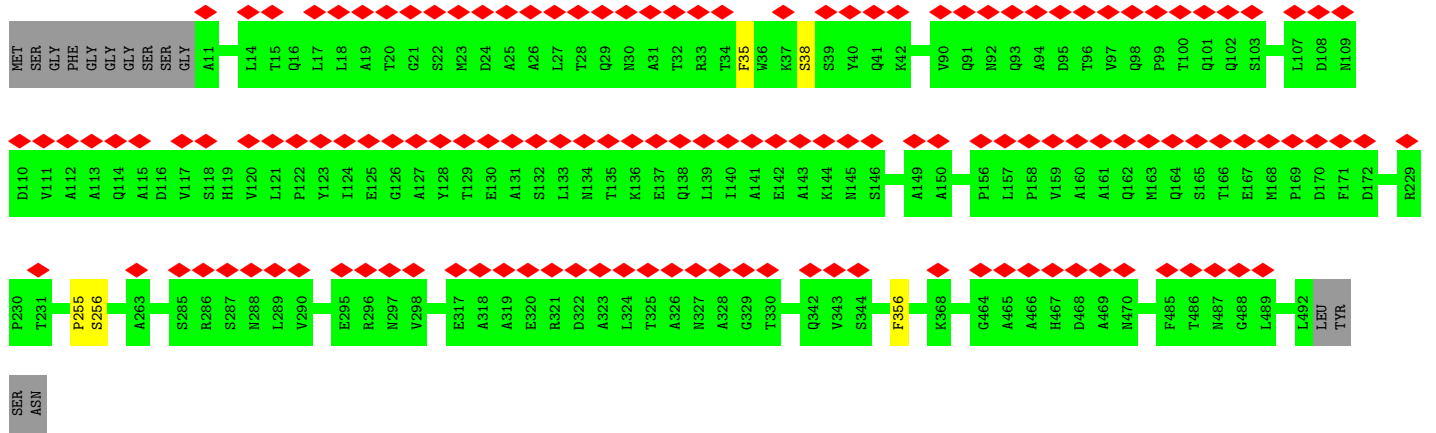 MET SER GLY PHE GLY GLY GLY SER SER GLY A11 L14 T15 Q16 L17 L18 A19 T20 G21 S22 M23 D24 A25 A26 L27 T28 Q29 N30 A31 T32 R33 T34 F35 W36 K37 S38 S39 Y40 Q41 K42 V90 Q91 N92 Q93 A94 D95 T96 V97 Q98 P99 T100 Q101 Q102 S103 L107 D108 N109
D110 V111 A112 A113 Q114 A115 D116 V117 S118 H119 V120 L121 P122 Y123 I124 E125 G126 A127 Y128 T129 E130 A131 S132 L133 N134 T135 K136 E137 Q138 L139 I140 A141 E142 A143 K144 N145 S146 A149 A150 P156 L157 P158 V159 A160 A161 Q162 M163 Q164 S165 T166 E167 M168 P169 D170 F171 D172 R229
P230 T231 P255 S256 A263 S285 R286 S287 N288 L289 V290 E295 R296 N297 V298 E317 A318 A319 E320 R321 D322 A323 L324 T325 A326 N327 A328 G329 T330 Q342 V343 S344 F356 K368 G464 A465 A466 H467 D468 A469 N470 F485 T486 N487 G488 L489 L492 LEU TYR
SER ASN